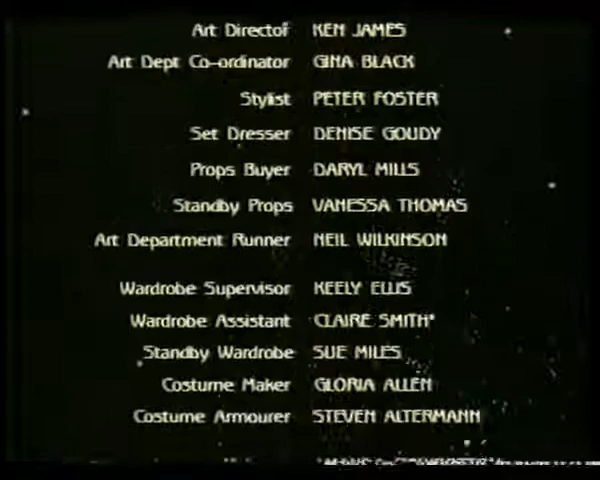 Art Director KEN JAMES
Art Dept Co-ordinator GINA BLACK
Stylist PETER FOSTER
Set Dresser DENISE GOUDY
Props Buyer DARYL MILLS
Standby Props VANESSA THOMAS
Art Department Runner NEIL WILKINSON
Wardrobe Supervisor KEELY ELLIS
Wardrobe Assistant CLAIRE SMITH
Standby Wardrobe SUE MILES
Costume Maker GLORIA ALLEN
Costume Armourer STEVEN ALTERMANN